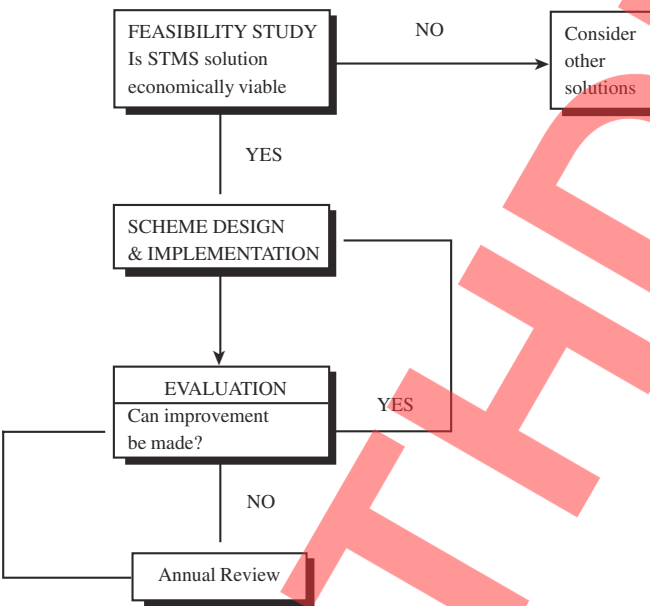 FEASIBILITY STUDY
Is STMS solution
economically viable
NO
Consider
other
solutions
YES
SCHEME DESIGN
& IMPLEMENTATION
EVALUATION
Can improvement
be made?
YES
NO
Annual Review